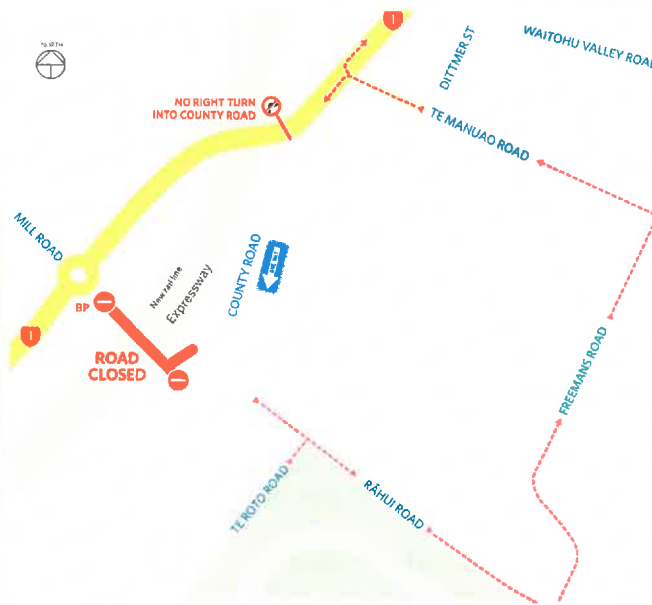 1
WAITOHU VALLEY ROAD
DITTMER ST
NO RIGHT TURN
INTO COUNTY ROAD
TE MANUAO ROAD
MILL ROAD
COUNTY ROAD
New rail line
Expressway
BP
1
ROAD
CLOSED
FREEMANS ROAD
TE ROTO ROAD
RĀHUI ROAD